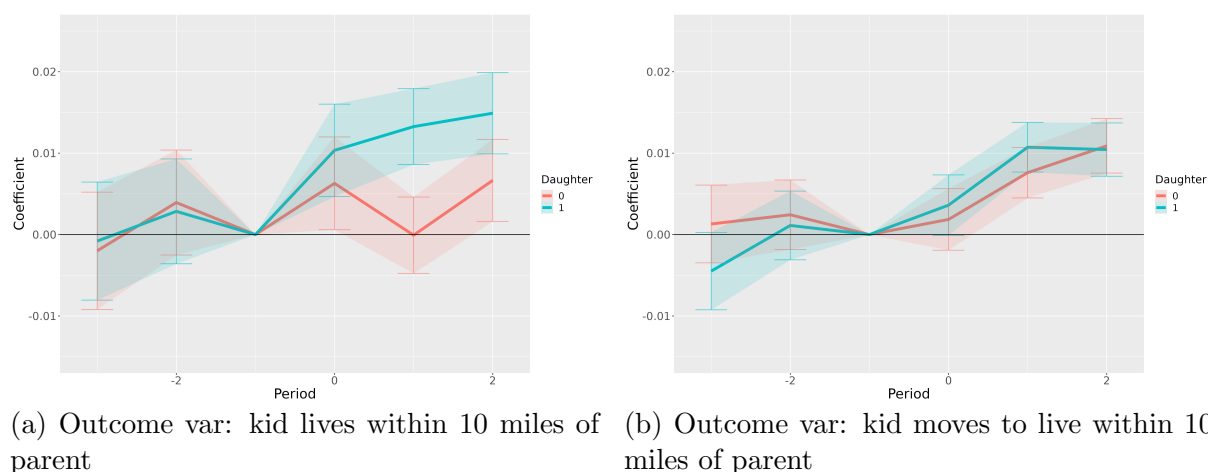 0.02
0.01
0.00
-0.01
Coefficient
-2
0
2
Period
Daughter
0
1
(a) Outcome var: kid lives within 10 miles of
parent
0.02
0.01
0.00
-0.01
Coefficient
-2
0
2
Period
Daughter
0
1
(b) Outcome var: kid moves to live within 10
miles of parent